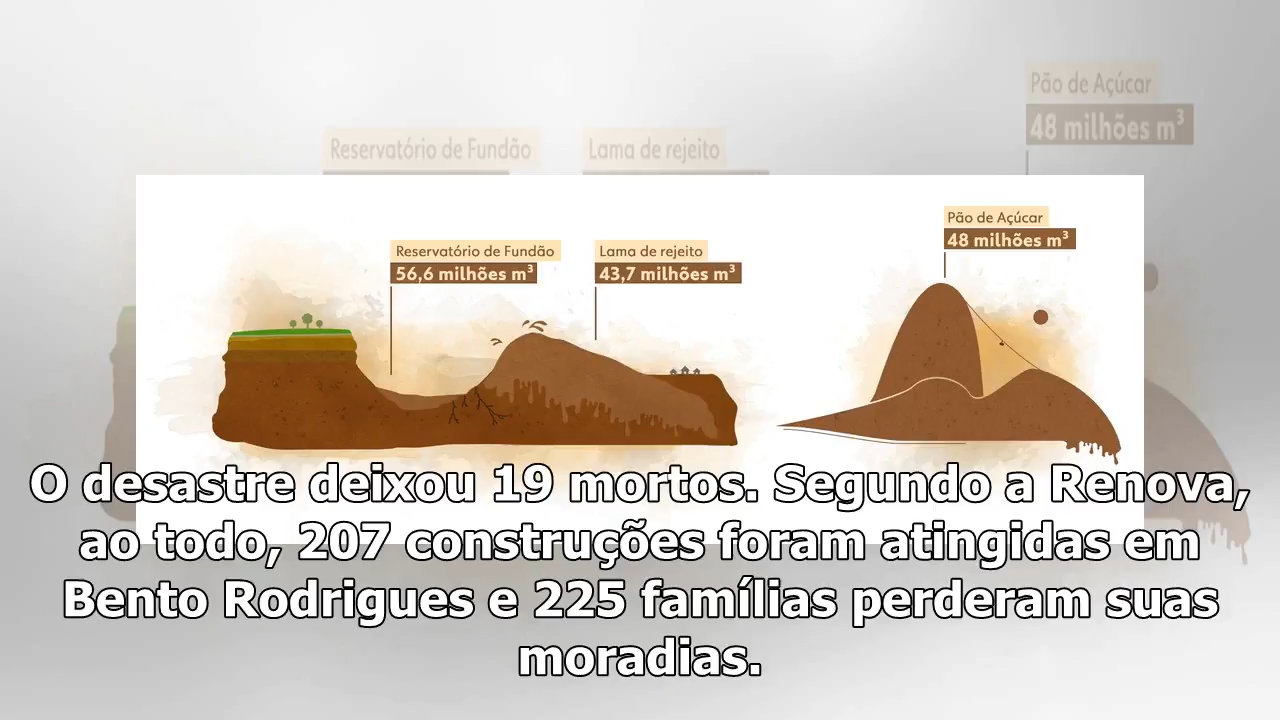 Pão de Açúcar
48 milhões m³
Reservatório de Fundão
Lama de rejeito
Pão de Açúcar
48 milhões m³
Reservatório de Fundão
56,6 milhões m³
Lama de rejeito
43,7 milhões m³
O desastre deixou 19 mortos. Segundo a Renova,
ao todo, 207 construções foram atingidas em
Bento Rodrigues e 225 famílias perderam suas
moradias.